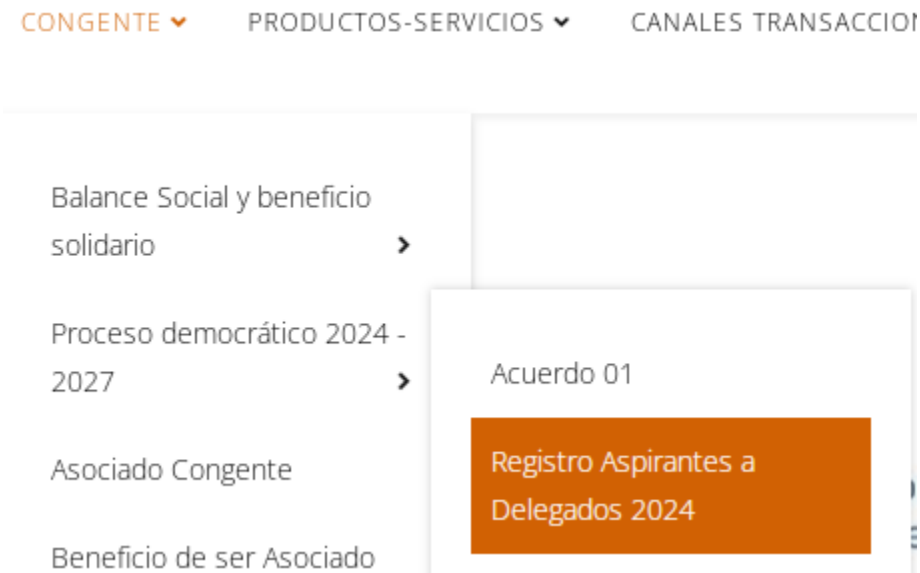 CONGENTE
PRODUCTOS-SERVICIOS
CANALES
Balance Social y beneficio
solidario
Proceso democrático 2024 -
2027
Asociado Congente
Beneficio de ser Asociado
Acuerdo 01
Registro Aspirantes a
Delegados 2024